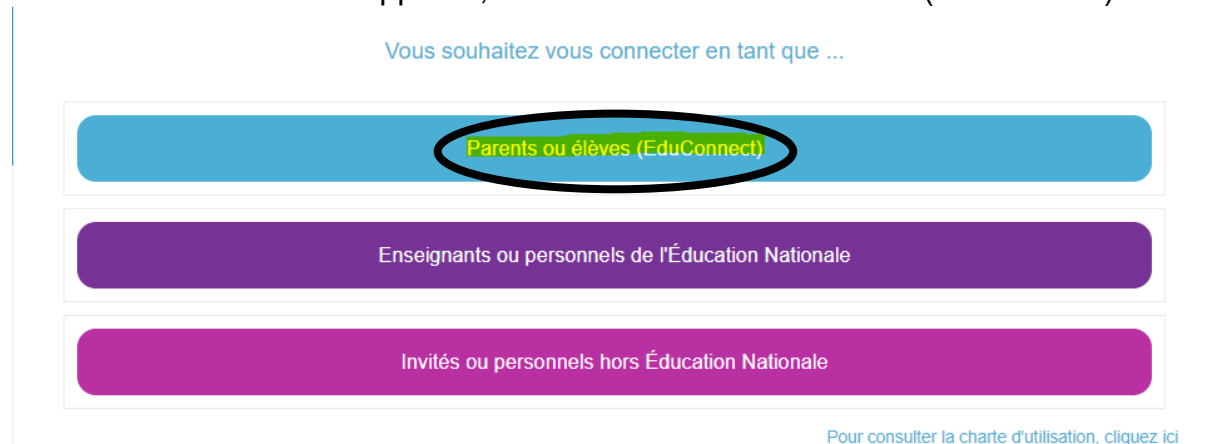 Vous souhaitez vous connecter en tant que ...
Parents ou élèves (EduConnect)
Enseignants ou personnels de l'Éducation Nationale
Invités ou personnels hors Éducation Nationale
Pour consulter la charte d'utilisation, cliquez ici